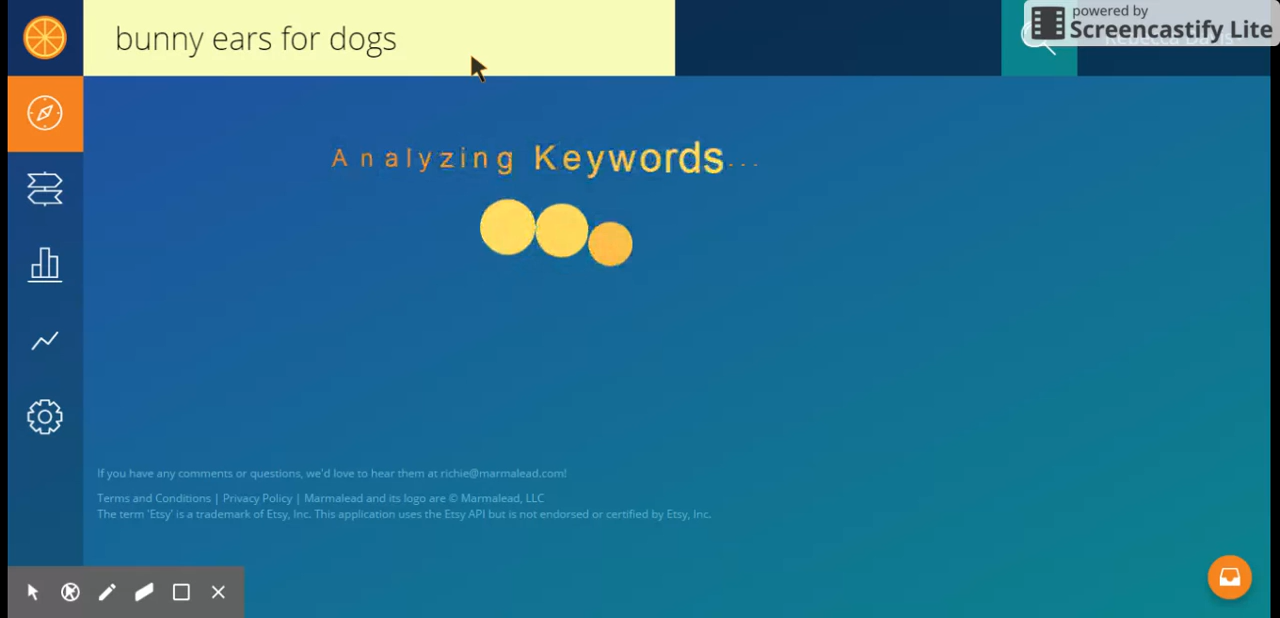 bunny ears for dogs
powered by
Screencastify Lite
Analyzing Keywords...
If you have any comments or questions, we'd love to hear them at richie@marmalead.com!
Terms and Conditions | Privacy Policy | Marmalead and its logo are © Marmalead, LLC
The term 'Etsy' is a trademark of Etsy, Inc. This application uses the Etsy API but is not endorsed or certified by Etsy, Inc.